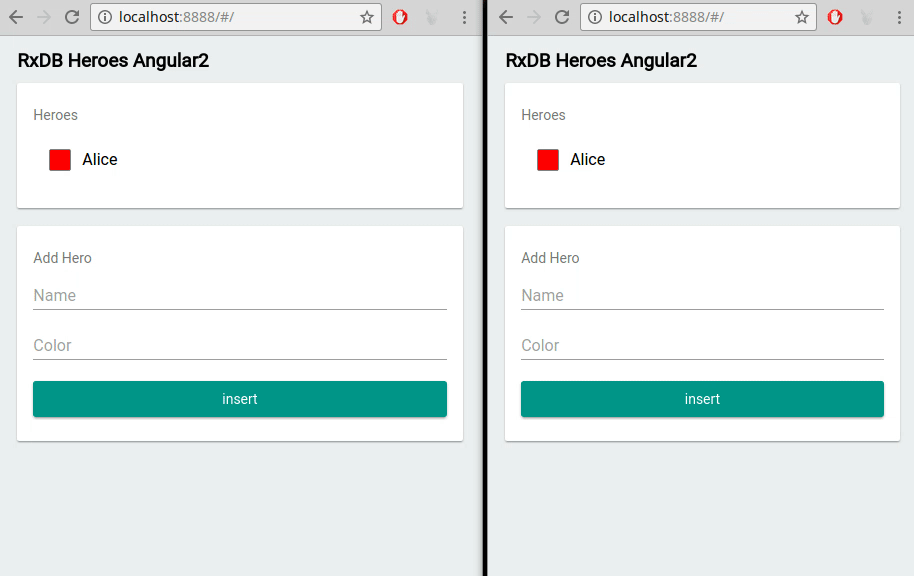 localhost:8888/#/
RxDB Heroes Angular2
Heroes
Alice
Add Hero
Name
Color
insert
localhost:8888/#/
RxDB Heroes Angular2
Heroes
Alice
Add Hero
Name
Color
insert